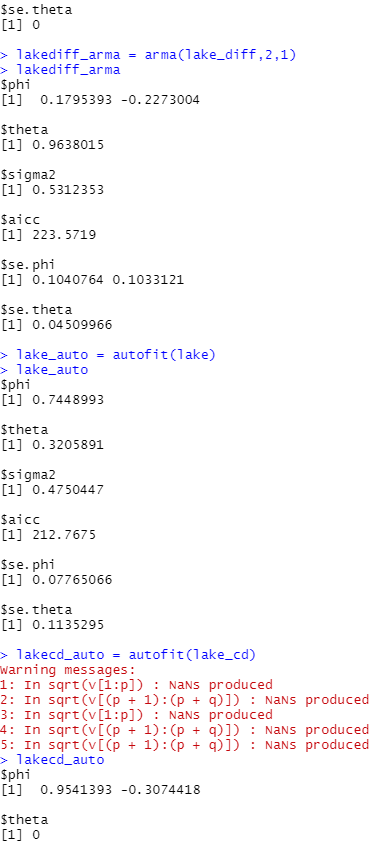 $se.theta
[1] 0
> lakediff_arma = arma(lake_diff,2,1)
> lakediff_arma
$phi
[1]  0.1795393 -0.2273004
$theta
[1] 0.9638015
$sigma2
[1] 0.5312353
$aicc
[1] 223.5719
$se.phi
[1] 0.1040764 0.1033121
$se.theta
[1] 0.04509966
> lake_auto = autofit(lake)
> lake_auto
$phi
[1] 0.7448993
$theta
[1] 0.3205891
$sigma2
[1] 0.4750447
$aicc
[1] 212.7675
$se.phi
[1] 0.07765066
$se.theta
[1] 0.1135295
> lakecd_auto = autofit(lake_cd)
Warning messages:
1: In sqrt(v[1:p]) : NaNs produced
2: In sqrt(v[(p + 1):(p + q)]) : NaNs produced
3: In sqrt(v[1:p]) : NaNs produced
4: In sqrt(v[(p + 1):(p + q)]) : NaNs produced
5: In sqrt(v[(p + 1):(p + q)]) : NaNs produced
> lakecd_auto
$phi
[1]  0.9541393 -0.3074418
$theta
[1] 0